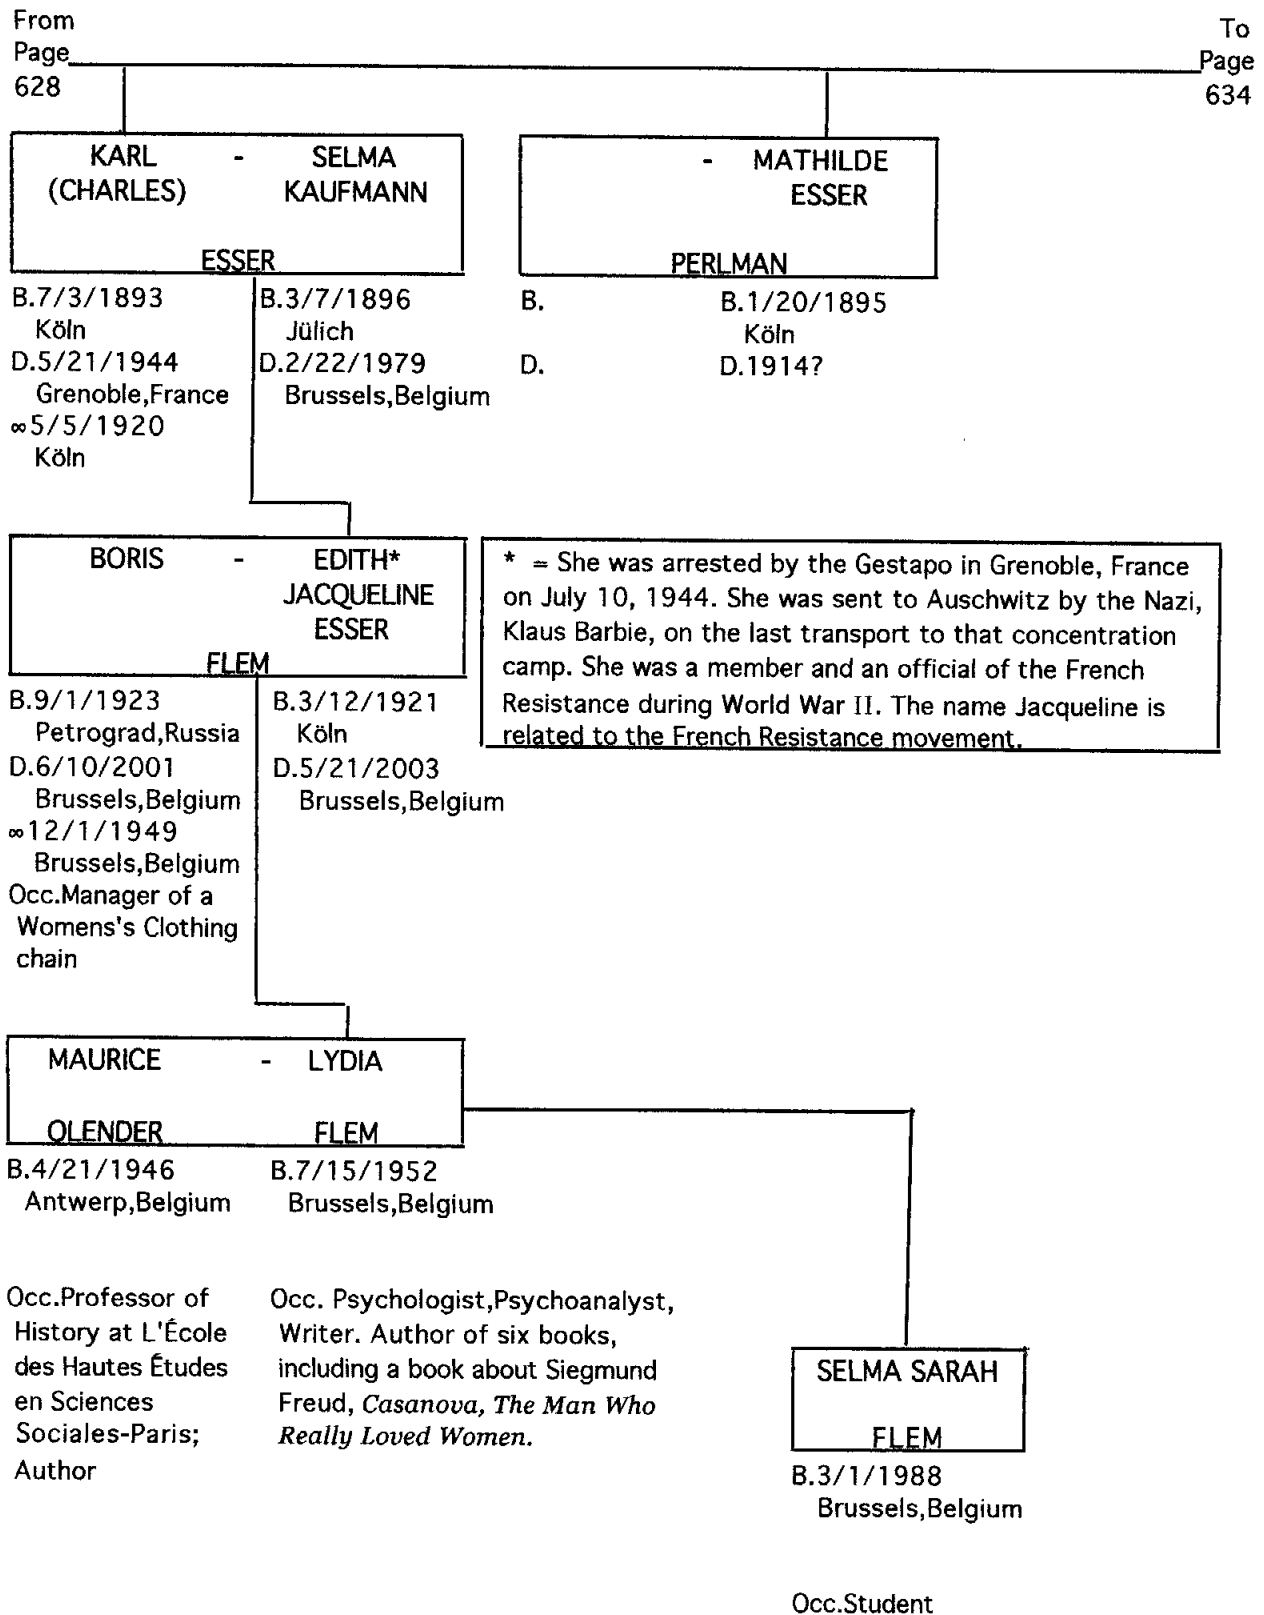 From
Page
628
To
Page
634
KARL - SELMA
(CHARLES) KAUFMANN
ESSER
B.7/3/1893 B.3/7/1896
Köln Jülich
D.5/21/1944 D.2/22/1979
Grenoble,France Brussels,Belgium
∞5/5/1920
Köln
- MATHILDE
ESSER
PERLMAN
B. B.1/20/1895
Köln
D. D.1914?
BORIS - EDITH*
JACQUELINE
ESSER
FLEM
B.9/1/1923 B.3/12/1921
Petrograd,Russia Köln
D.6/10/2001 D.5/21/2003
Brussels,Belgium Brussels,Belgium
∞12/1/1949
Brussels,Belgium
Occ.Manager of a
Womens's Clothing
chain
* = She was arrested by the Gestapo in Grenoble, France
on July 10, 1944. She was sent to Auschwitz by the Nazi,
Klaus Barbie, on the last transport to that concentration
camp. She was a member and an official of the French
Resistance during World War II. The name Jacqueline is
related to the French Resistance movement.
MAURICE - LYDIA
OLENDER FLEM
B.4/21/1946 B.7/15/1952
Antwerp,Belgium Brussels,Belgium
Occ.Professor of
History at L'École
des Hautes Études
en Sciences
Sociales-Paris;
Author
Occ. Psychologist,Psychoanalyst,
Writer. Author of six books,
including a book about Siegmund
Freud, Casanova, The Man Who
Really Loved Women.
SELMA SARAH
FLEM
B.3/1/1988
Brussels,Belgium
Occ.Student